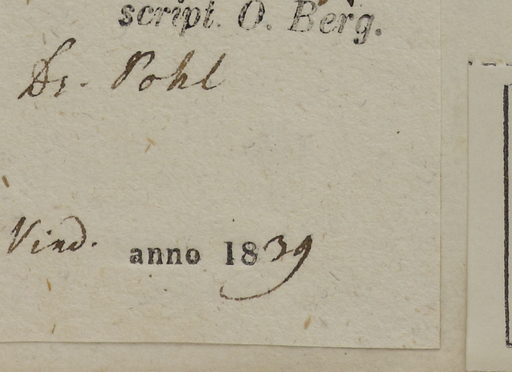 script. O. Berg.
Dr. Pohl
Vind. anno 1839